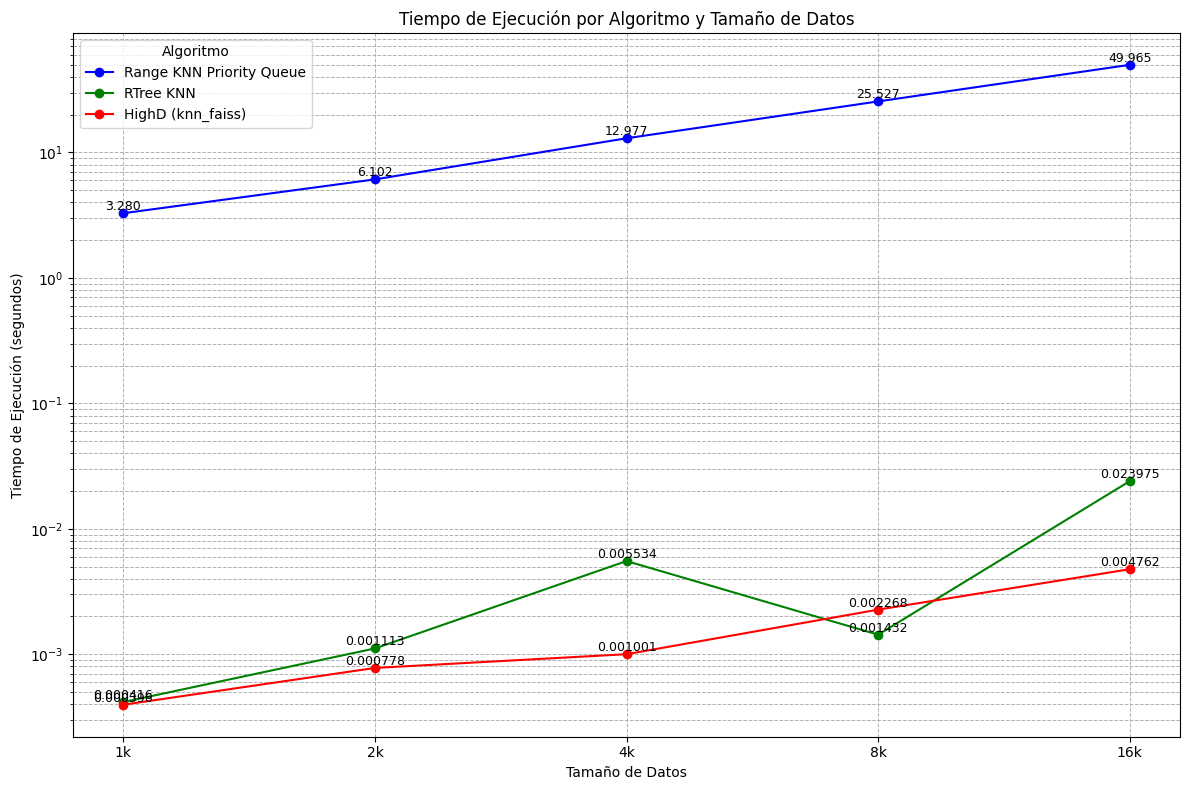 Tiempo de Ejecución por Algoritmo y Tamaño de Datos
Algoritmo
Range KNN Priority Queue
RTree KNN
HighD (knn_faiss)
49.965
25.527
12.977
6.102
3.280
0.023975
0.005534
0.004762
0.002268
0.001432
0.001113
0.001001
0.000778
0.000416
10¹
10⁰
10⁻¹
10⁻²
10⁻³
Tiempo de Ejecución (segundos)
1k
2k
4k
8k
16k
Tamaño de Datos